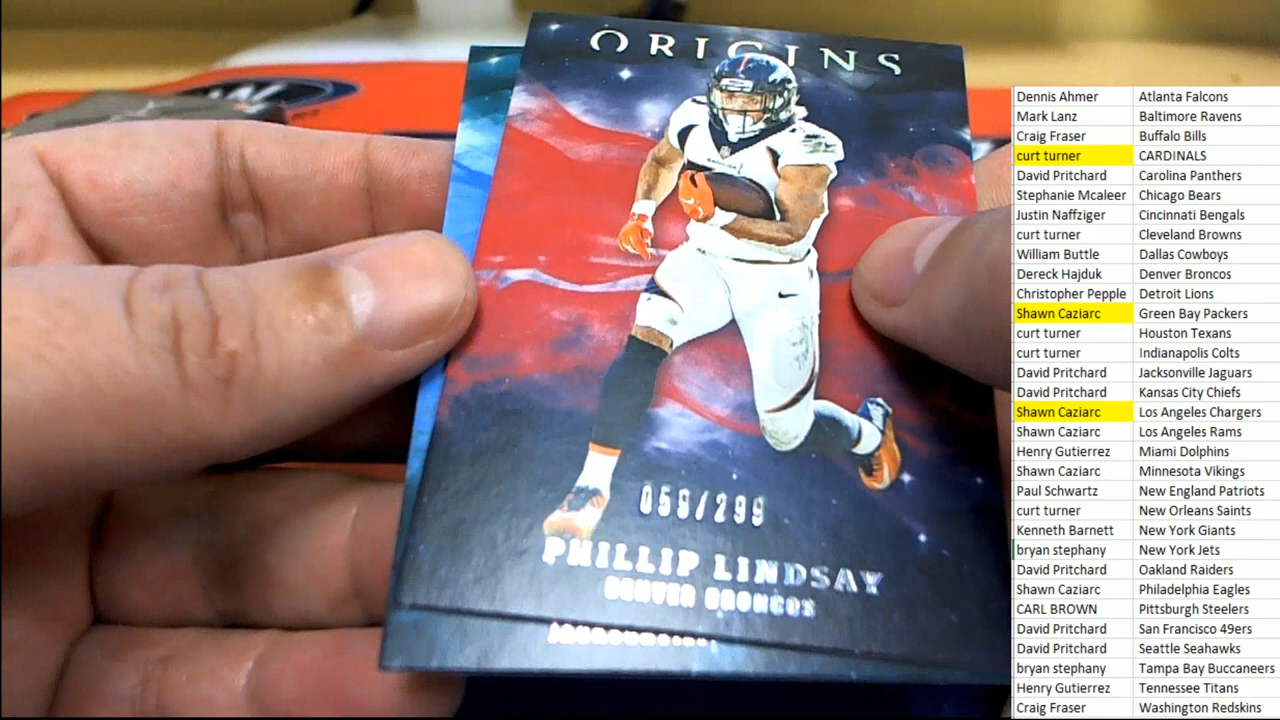 ORIGINS
059/299
PHILLIP LINDSAY
DENVER BRONCOS
Dennis Ahmer Atlanta Falcons
Mark Lanz Baltimore Ravens
Craig Fraser Buffalo Bills
curt turner CARDINALS
David Pritchard Carolina Panthers
Stephanie Mcaleer Chicago Bears
Justin Naffziger Cincinnati Bengals
curt turner Cleveland Browns
William Buttle Dallas Cowboys
Dereck Hajduk Denver Broncos
Christopher Pepple Detroit Lions
Shawn Caziarc Green Bay Packers
curt turner Houston Texans
curt turner Indianapolis Colts
David Pritchard Jacksonville Jaguars
David Pritchard Kansas City Chiefs
Shawn Caziarc Los Angeles Chargers
Shawn Caziarc Los Angeles Rams
Henry Gutierrez Miami Dolphins
Shawn Caziarc Minnesota Vikings
Paul Schwartz New England Patriots
curt turner New Orleans Saints
Kenneth Barnett New York Giants
bryan stephany New York Jets
David Pritchard Oakland Raiders
Shawn Caziarc Philadelphia Eagles
CARL BROWN Pittsburgh Steelers
David Pritchard San Francisco 49ers
David Pritchard Seattle Seahawks
bryan stephany Tampa Bay Buccaneers
Henry Gutierrez Tennessee Titans
Craig Fraser Washington Redskins